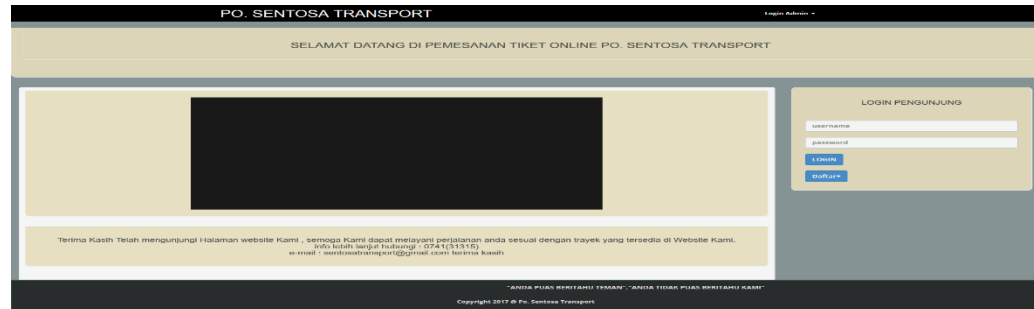 PO. SENTOSA TRANSPORT
Login Admin
SELAMAT DATANG DI PEMESANAN TIKET ONLINE PO. SENTOSA TRANSPORT
LOGIN PENGUNJUNG
username
password
LOGIN
Daftar
Terima Kasih Telah mengunjungi Halaman website Kami , semoga Kami dapat melayani perjalanan anda sesuai dengan trayek yang tersedia di Website Kami.
info lebih lanjut hubungi : 0741(31315)
e-mail : sentosatransport@gmail.com terima kasih
"ANDA PUAS BERITAHU TEMAN","ANDA TIDAK PUAS BERITAHU KAMI"
Copyright 2017 @ Po. Sentosa Transport